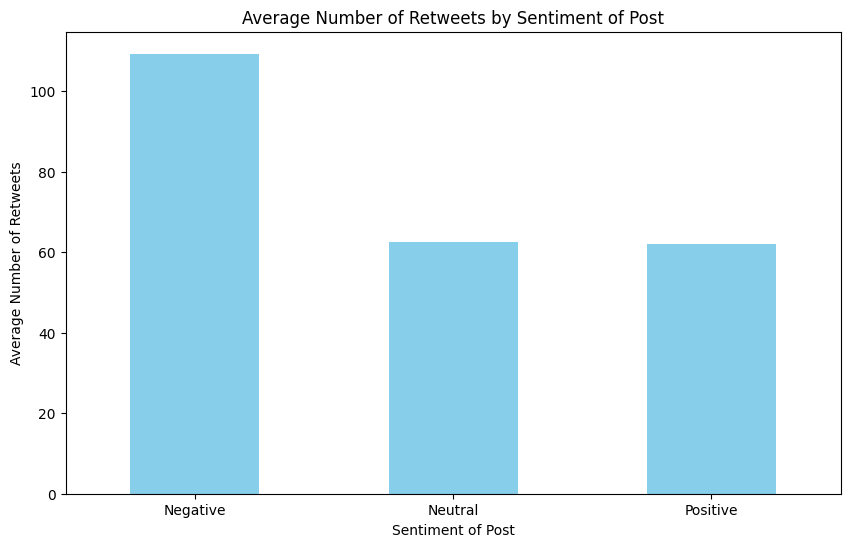 Average Number of Retweets by Sentiment of Post
Average Number of Retweets
100
80
60
40
20
0
Negative
Neutral
Positive
Sentiment of Post